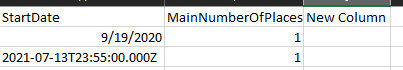 StartDate MainNumberOfPlaces New Column
9/19/2020 1
2021-07-13T23:55:00.000Z 1